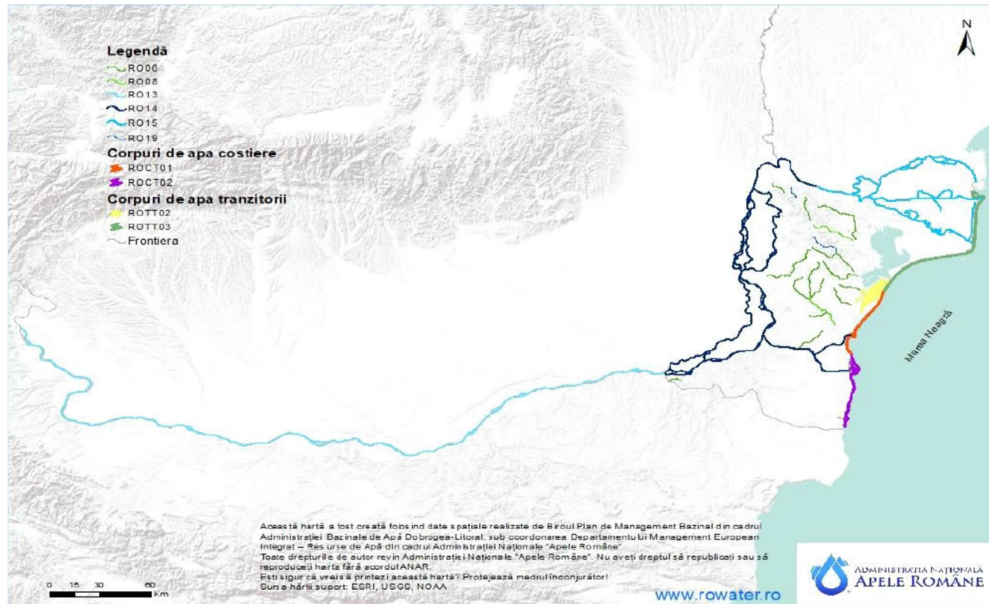 N
Legendă
RO06
RO08
RO13
RO14
RO15
RO19
Corpuri de apa costiere
ROCT01
ROCT02
Corpuri de apa tranzitorii
ROTT02
ROTT03
Frontiera
Marea Neagră
Această hartă a fost creată folosind date spațiale realizate de Biroul Plan de Management Bazinal din cadrul
Administrației Bazinale de Apă Dobrogea-Litoral, sub coordonarea Departamentului Management European
Integrat – Resurse de Apă din cadrul Administrației Naționale "Apele Române".
Toate drepturile de autor revin Administrației Naționale "Apele Române". Nu aveți dreptul să republicați sau să
reproduceți harta fără acordul ANAR.
Ești sigur că vrei să printezi această hartă? Protejează mediul înconjurător!
Sursa hărții suport: ESRI, USGS, NOAA
0 15 30 60
Km
www.rowater.ro
ADMINISTRAȚIA NAȚIONALĂ
APELE ROMÂNE